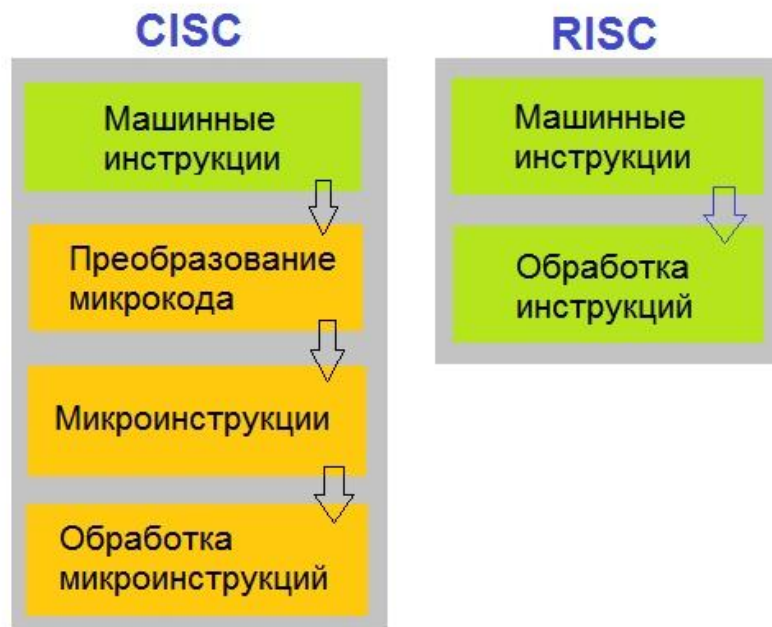 CISC
Машинные
инструкции
Преобразование
микрокода
Микроинструкции
Обработка
микроинструкций
RISC
Машинные
инструкции
Обработка
инструкций